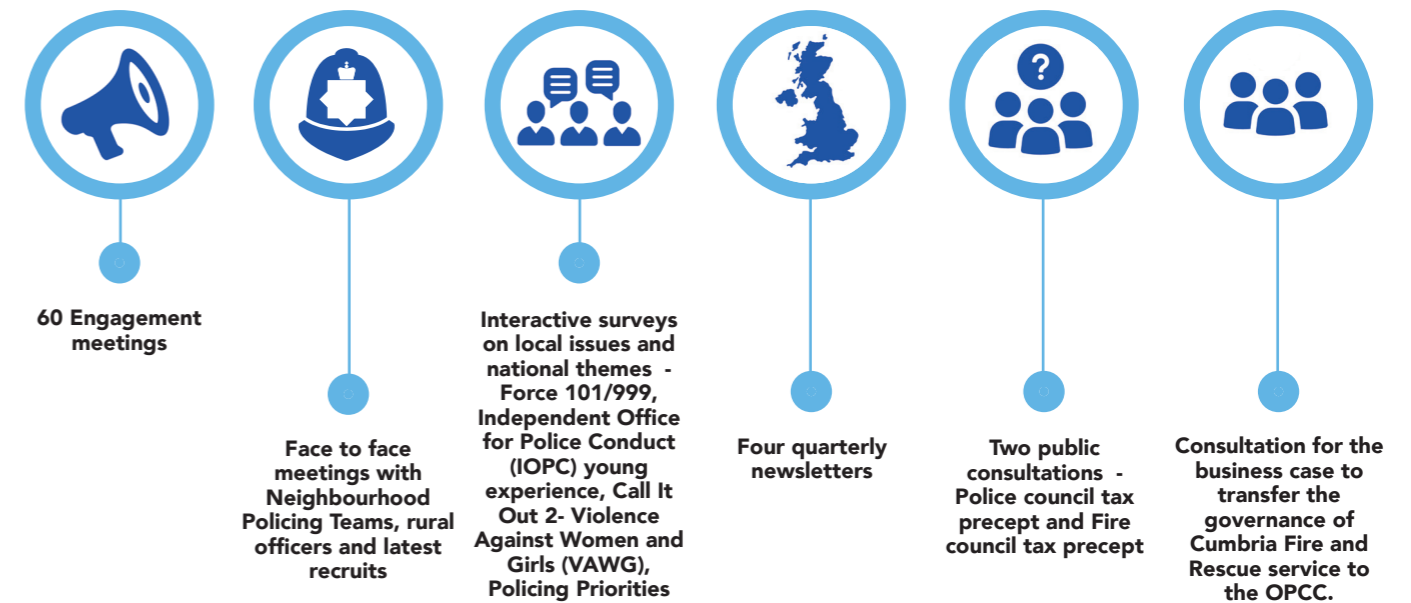 ?
60 Engagement
meetings
Face to face
meetings with
Neighbourhood
Policing Teams, rural
officers and latest
recruits
Interactive surveys
on local issues and
national themes -
Force 101/999,
Independent Office
for Police Conduct
(IOPC) young
experience, Call It
Out 2- Violence
Against Women and
Girls (VAWG),
Policing Priorities
Four quarterly
newsletters
Two public
consultations -
Police council tax
precept and Fire
council tax precept
Consultation for the
business case to
transfer the
governance of
Cumbria Fire and
Rescue service to
the OPCC.